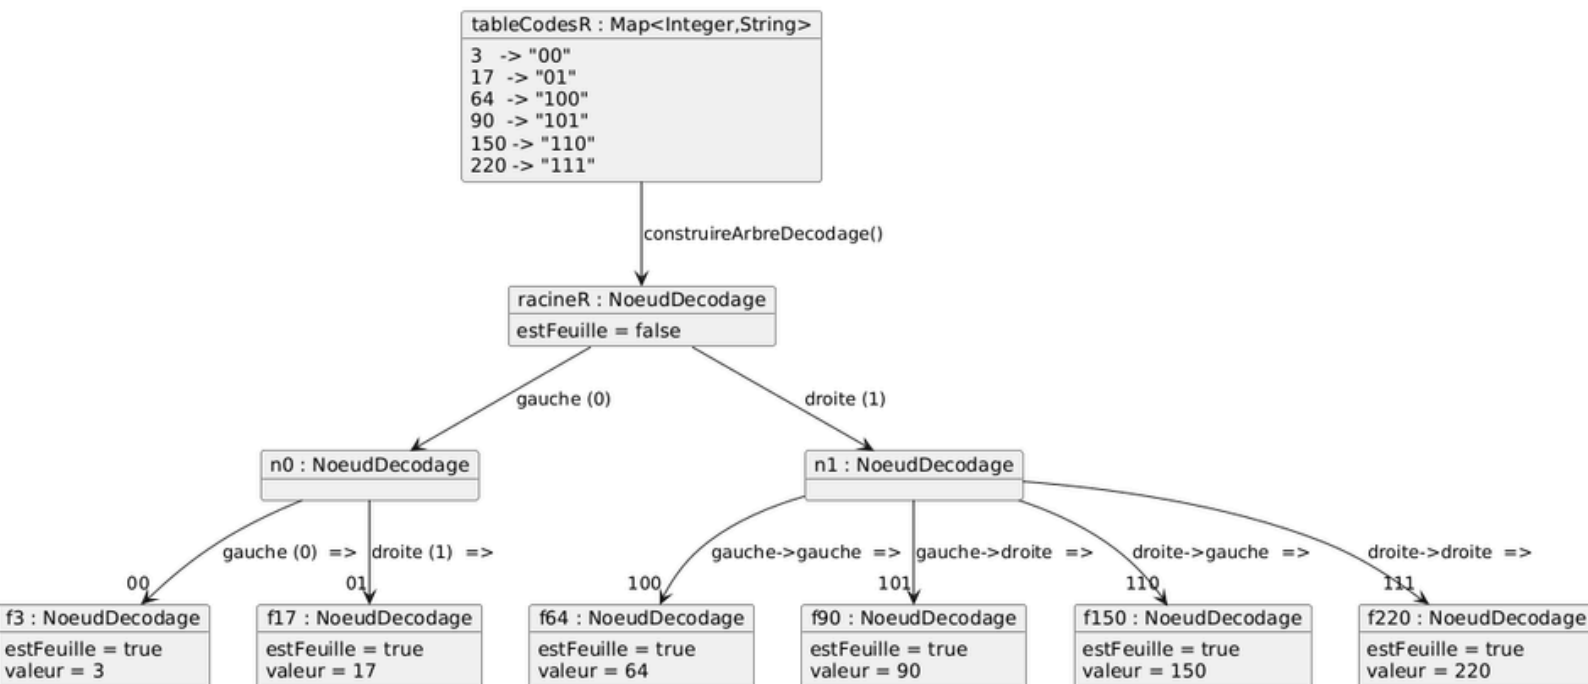 tableCodesR : Map<Integer,String>
3 -> "00"
17 -> "01"
64 -> "100"
90 -> "101"
150 -> "110"
220 -> "111"
construireArbreDecodage()
racineR : NoeudDecodage
estFeuille = false
gauche (0)
droite (1)
n0 : NoeudDecodage
n1 : NoeudDecodage
gauche (0) =>
droite (1) =>
gauche->gauche =>
gauche->droite =>
droite->gauche =>
droite->droite =>
00
01
100
101
110
111
f3 : NoeudDecodage
estFeuille = true
valeur = 3
f17 : NoeudDecodage
estFeuille = true
valeur = 17
f64 : NoeudDecodage
estFeuille = true
valeur = 64
f90 : NoeudDecodage
estFeuille = true
valeur = 90
f150 : NoeudDecodage
estFeuille = true
valeur = 150
f220 : NoeudDecodage
estFeuille = true
valeur = 220